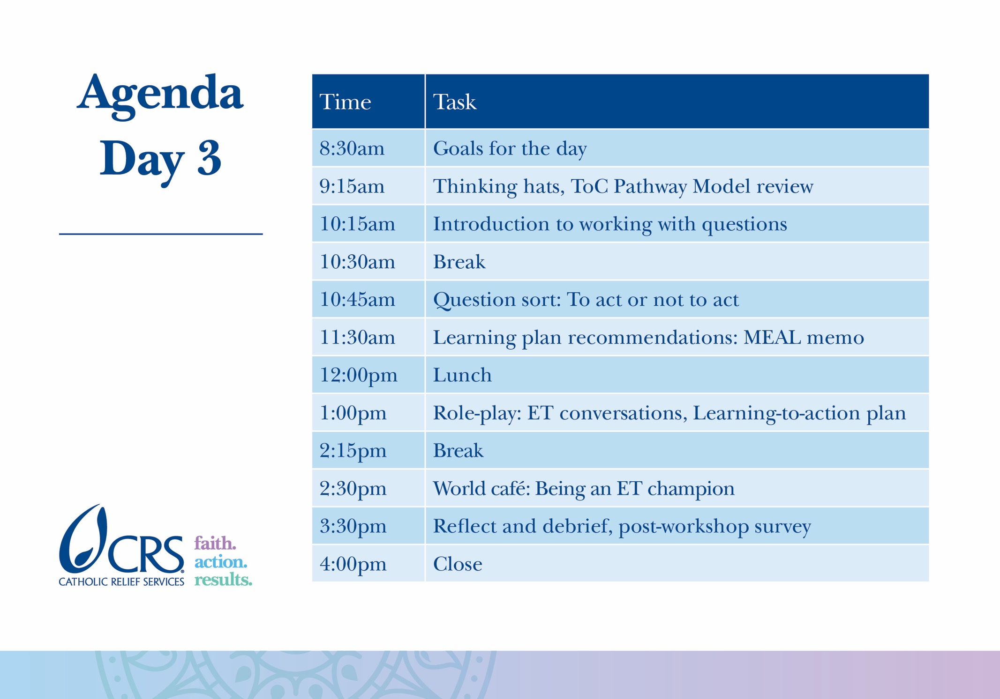 Agenda
Day 3
Time Task
8:30am Goals for the day
9:15am Thinking hats, ToC Pathway Model review
10:15am Introduction to working with questions
10:30am Break
10:45am Question sort: To act or not to act
11:30am Learning plan recommendations: MEAL memo
12:00pm Lunch
1:00pm Role-play: ET conversations, Learning-to-action plan
2:15pm Break
2:30pm World café: Being an ET champion
3:30pm Reflect and debrief, post-workshop survey
4:00pm Close
CRS®
CATHOLIC RELIEF SERVICES
faith.
action.
results.